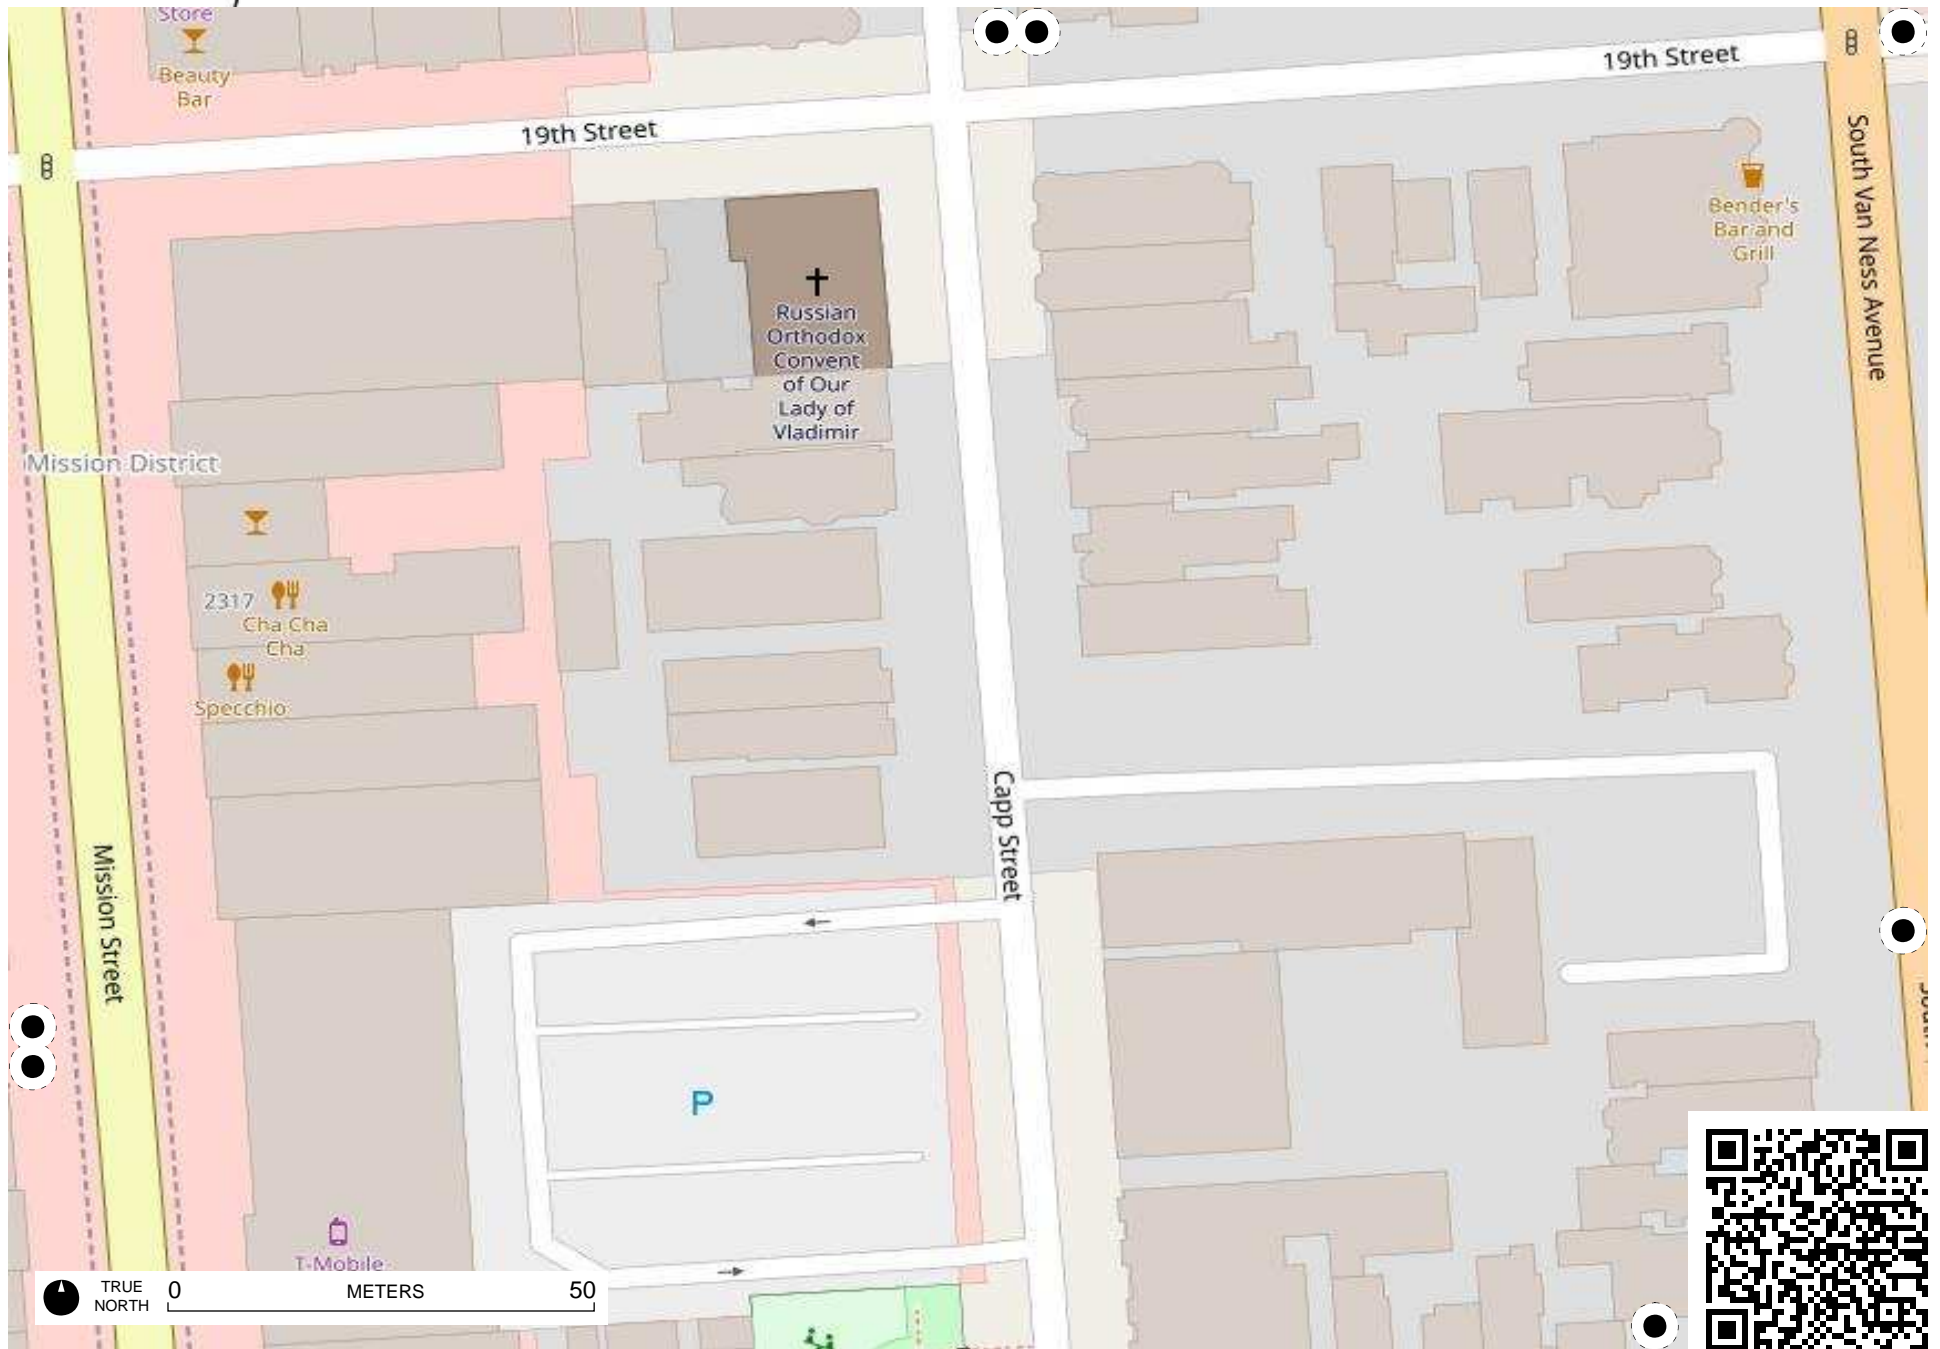 Store
Beauty
Bar
19th Street
19th Street
South Van Ness Avenue
Bender's
Bar and
Grill
Russian
Orthodox
Convent
of Our
Lady of
Vladimir
Mission District
2317
Cha Cha
Cha
Specchio
Capp Street
Mission Street
P
T-Mobile
TRUE
NORTH
0
METERS
50